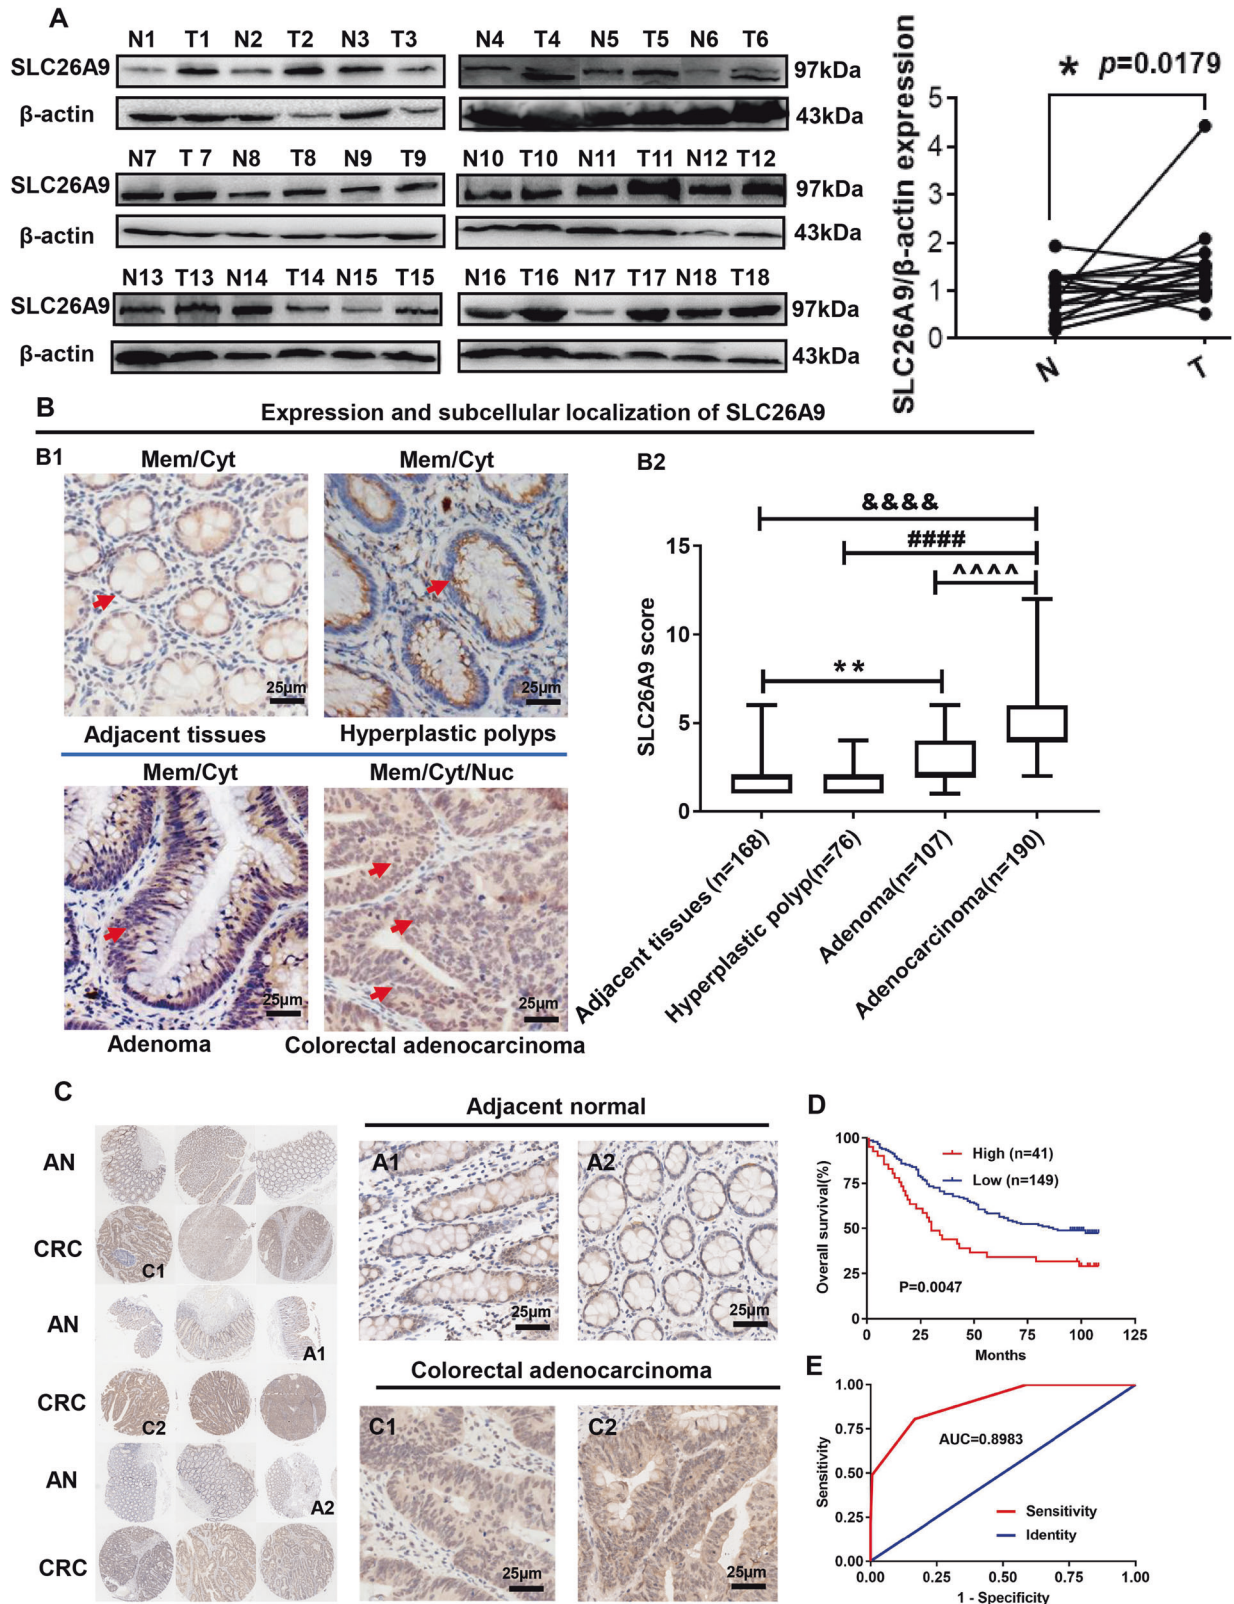 A
N1 T1 N2 T2 N3 T3
N4 T4 N5 T5 N6 T6
SLC26A9
97kDa
β-actin
43kDa
N7 T 7 N8 T8 N9 T9
N10 T10 N11 T11 N12 T12
SLC26A9
97kDa
β-actin
43kDa
N13 T13 N14 T14 N15 T15
N16 T16 N17 T17 N18 T18
SLC26A9
97kDa
β-actin
43kDa
* p=0.0179
SLC26A9/β-actin expression
5
4
3
2
1
0
N
T
B
Expression and subcellular localization of SLC26A9
B1
Mem/Cyt
Mem/Cyt
25μm
25μm
Adjacent tissues
Hyperplastic polyps
Mem/Cyt
Mem/Cyt/Nuc
25μm
25μm
Adenoma
Colorectal adenocarcinoma
B2
&&&&
####
^^^^
**
SLC26A9 score
15
10
5
0
Adjacent tissues (n=168)
Hyperplastic polyp(n=76)
Adenoma(n=107)
Adenocarcinoma(n=190)
C
AN
CRC
C1
AN
A1
CRC
C2
AN
A2
CRC
Adjacent normal
A1
A2
25μm
25μm
Colorectal adenocarcinoma
C1
C2
25μm
25μm
D
Overall survival(%)
100
75
50
25
0
High (n=41)
Low (n=149)
P=0.0047
0 25 50 75 100 125
Months
E
Sensitivity
1.00
0.75
0.50
0.25
0.00
AUC=0.8983
Sensitivity
Identity
0.00 0.25 0.50 0.75 1.00
1 - Specificity